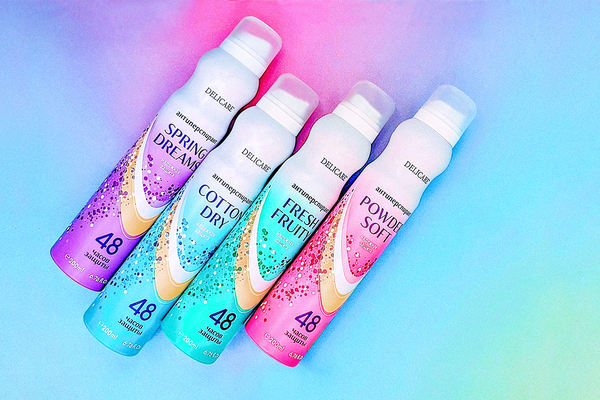 DELICARE
антиперспирант
SPRING
DREAMS
48
часов
защиты
DELICARE
антиперспирант
COTTON
DRY
48
часов
защиты
DELICARE
антиперспирант
FRESH
FRUITY
48
часов
защиты
DELICARE
антиперспирант
POWDER
SOFT
48
часов
защиты